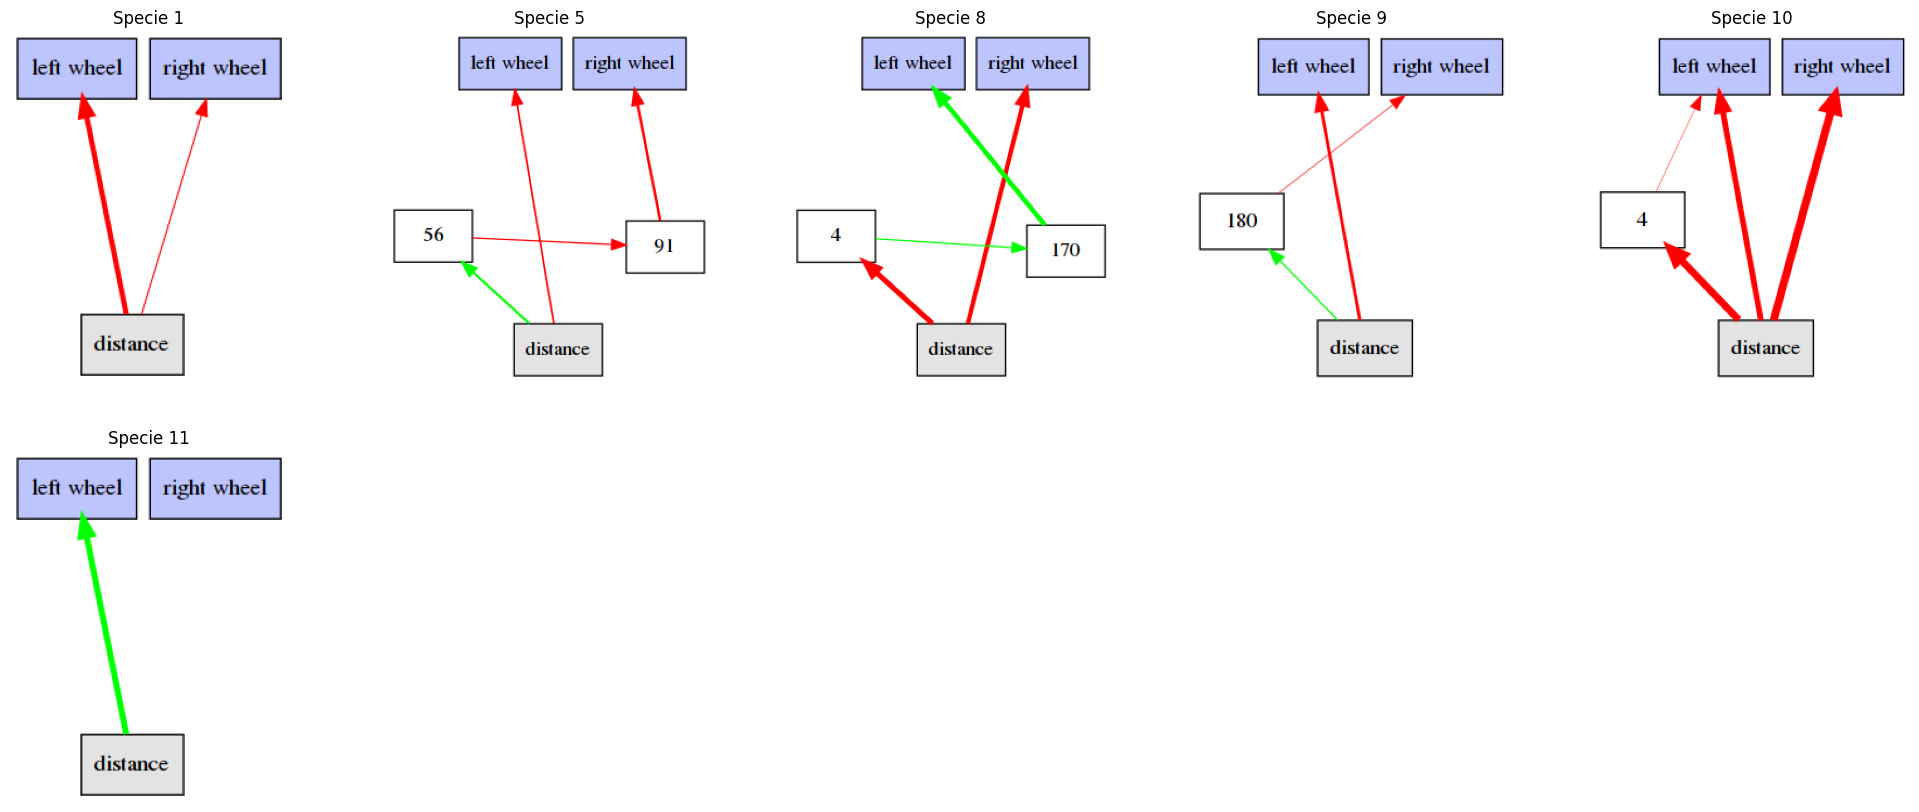 Specie 1
left wheel right wheel
distance
Specie 5
left wheel right wheel
56
91
distance
Specie 8
left wheel right wheel
4
170
distance
Specie 9
left wheel right wheel
180
distance
Specie 10
left wheel right wheel
4
distance
Specie 11
left wheel right wheel
distance